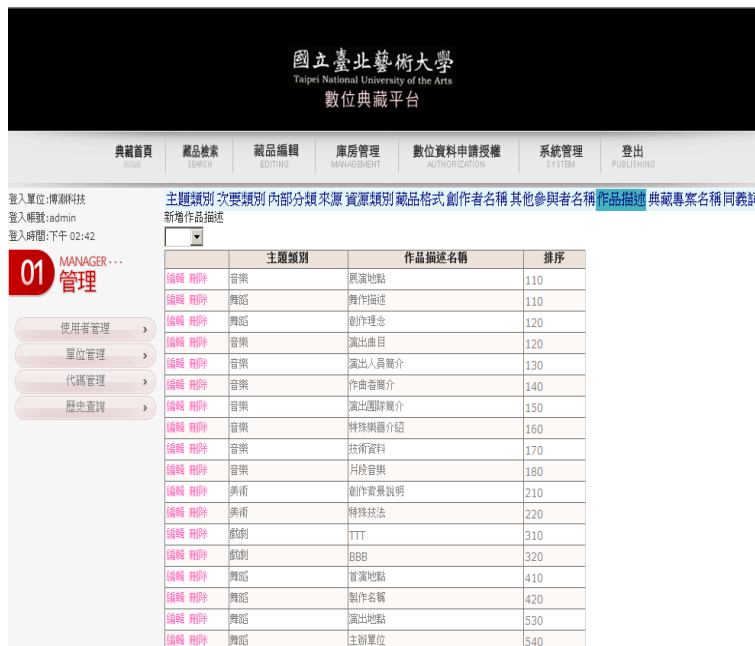 國立臺北藝術大學
Taipei National University of the Arts
數位典藏平台
典藏首頁 藏品檢索 藏品編輯 庫房管理 數位資料申請授權 系統管理 登出
HOME SEARCH EDITING MANAGEMENT AUTHORIZATION SYSTEM PUBLISHING
登入單位:博淵科技
登入帳號:admin
登入時間:下午 02:42
01 MANAGER···
管理
使用者管理
單位管理
代碼管理
歷史查詢
主題類別 次要類別 內部分類 來源 資源類別 藏品格式 創作者名稱 其他參與者名稱 作品描述 典藏專案名稱 同義詞
新增作品描述
主題類別 作品描述名稱 排序
編輯 刪除 音樂 展演地點 110
編輯 刪除 舞蹈 舞作描述 110
編輯 刪除 舞蹈 創作理念 120
編輯 刪除 音樂 演出曲目 120
編輯 刪除 音樂 演出人員簡介 130
編輯 刪除 音樂 作曲者簡介 140
編輯 刪除 音樂 演出團隊簡介 150
編輯 刪除 音樂 特殊樂器介紹 160
編輯 刪除 音樂 技術資料 170
編輯 刪除 音樂 片段音樂 180
編輯 刪除 美術 創作背景說明 210
編輯 刪除 美術 特殊技法 220
編輯 刪除 戲劇 TTT 310
編輯 刪除 戲劇 BBB 320
編輯 刪除 舞蹈 首演地點 410
編輯 刪除 舞蹈 製作名稱 420
編輯 刪除 舞蹈 演出地點 530
編輯 刪除 舞蹈 主辦單位 540